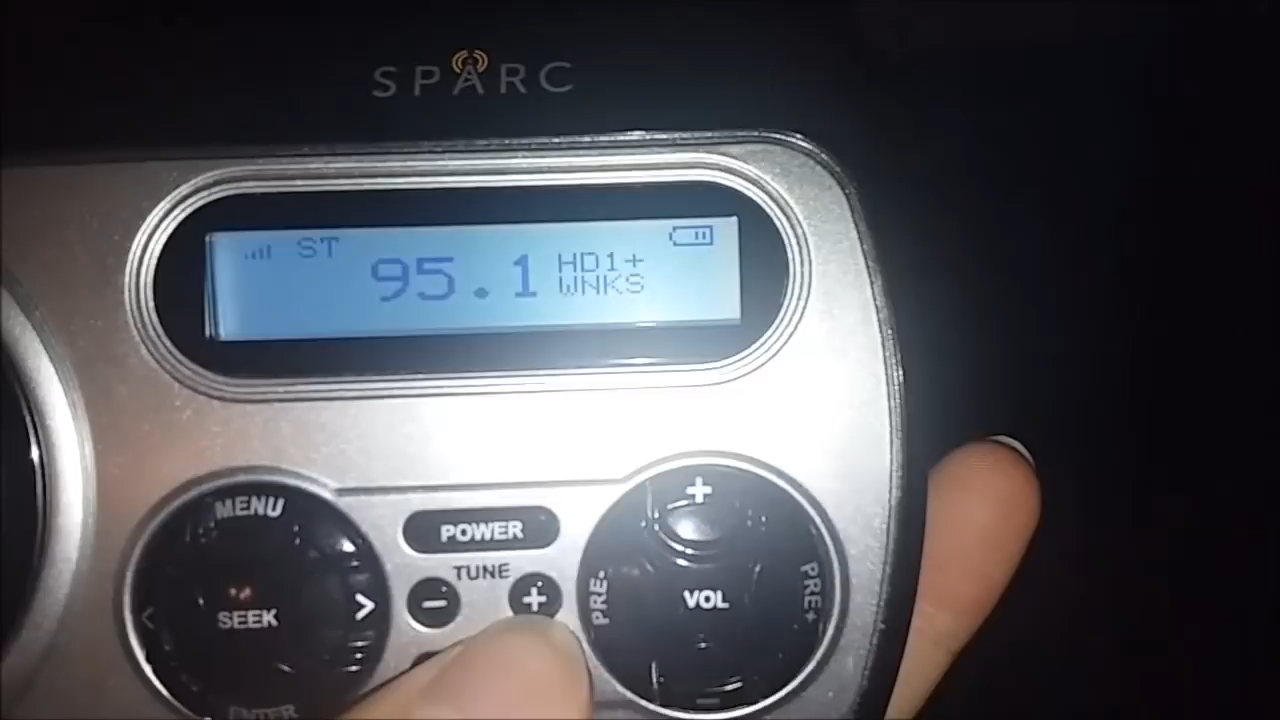 SPARC
ST
95.1
HD1+
WNKS
MENU
POWER
TUNE
− +
< SEEK >
+
PRE- VOL PRE+
−
ENTER